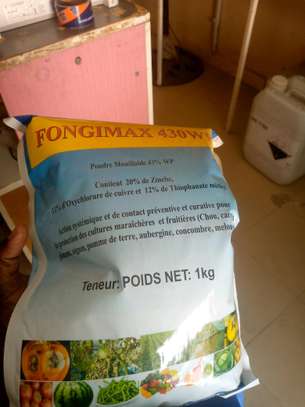 FONGIMAX 430W
Poudre Mouillable 43% WP
Contient 20% de Zinebe,
d'Oxychlorure de cuivre et 12% de Thiophanate
Action systémique et de contact préventive et curative pour
la protection des cultures maraîchères et fruitières (Chou,
pomme de terre, aubergine, concombre,
Teneur: POIDS NET: 1kg